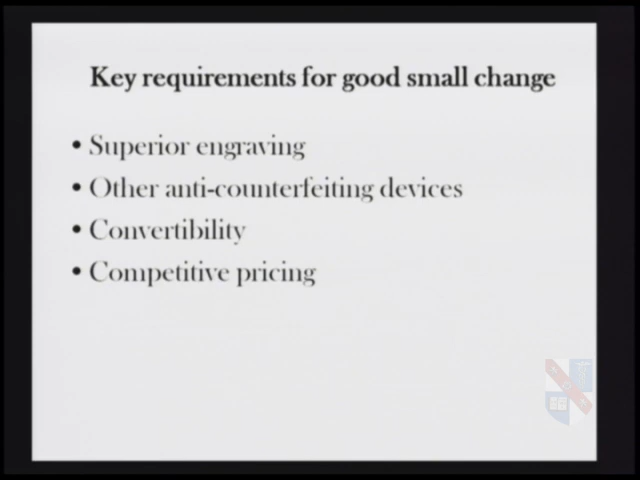 Key requirements for good small change
• Superior engraving
• Other anti-counterfeiting devices
• Convertibility
• Competitive pricing